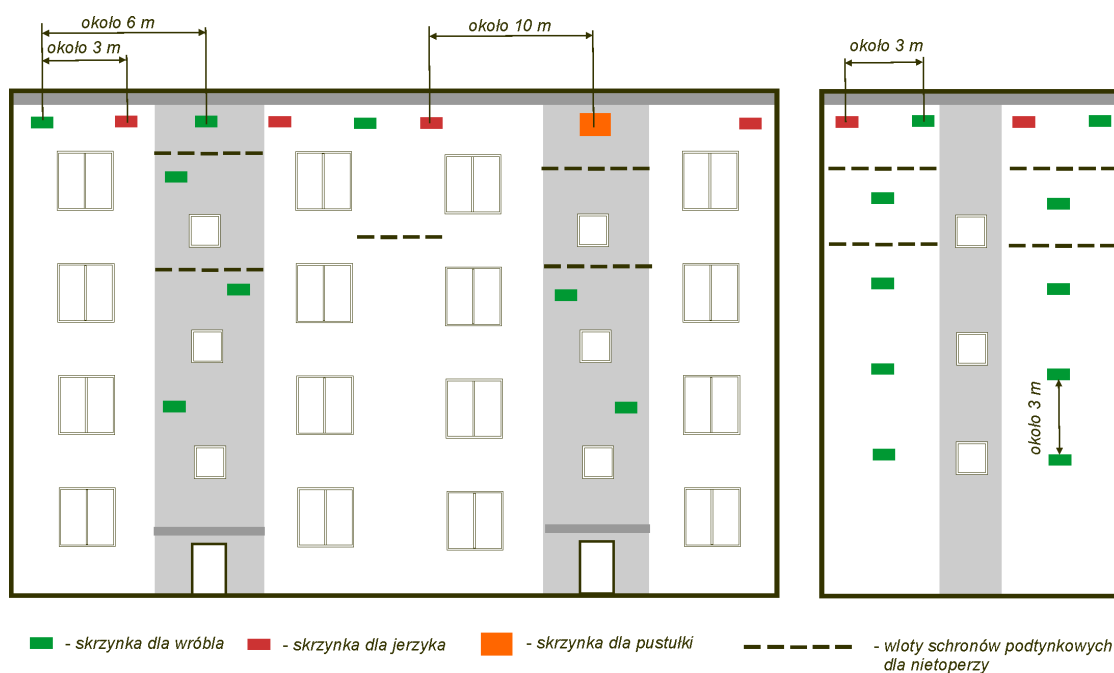 około 6 m
około 3 m
około 10 m
około 3 m
około 3 m
- skrzynka dla wróbla
- skrzynka dla jerzyka
- skrzynka dla pustułki
- wloty schronów podtynkowych
dla nietoperzy